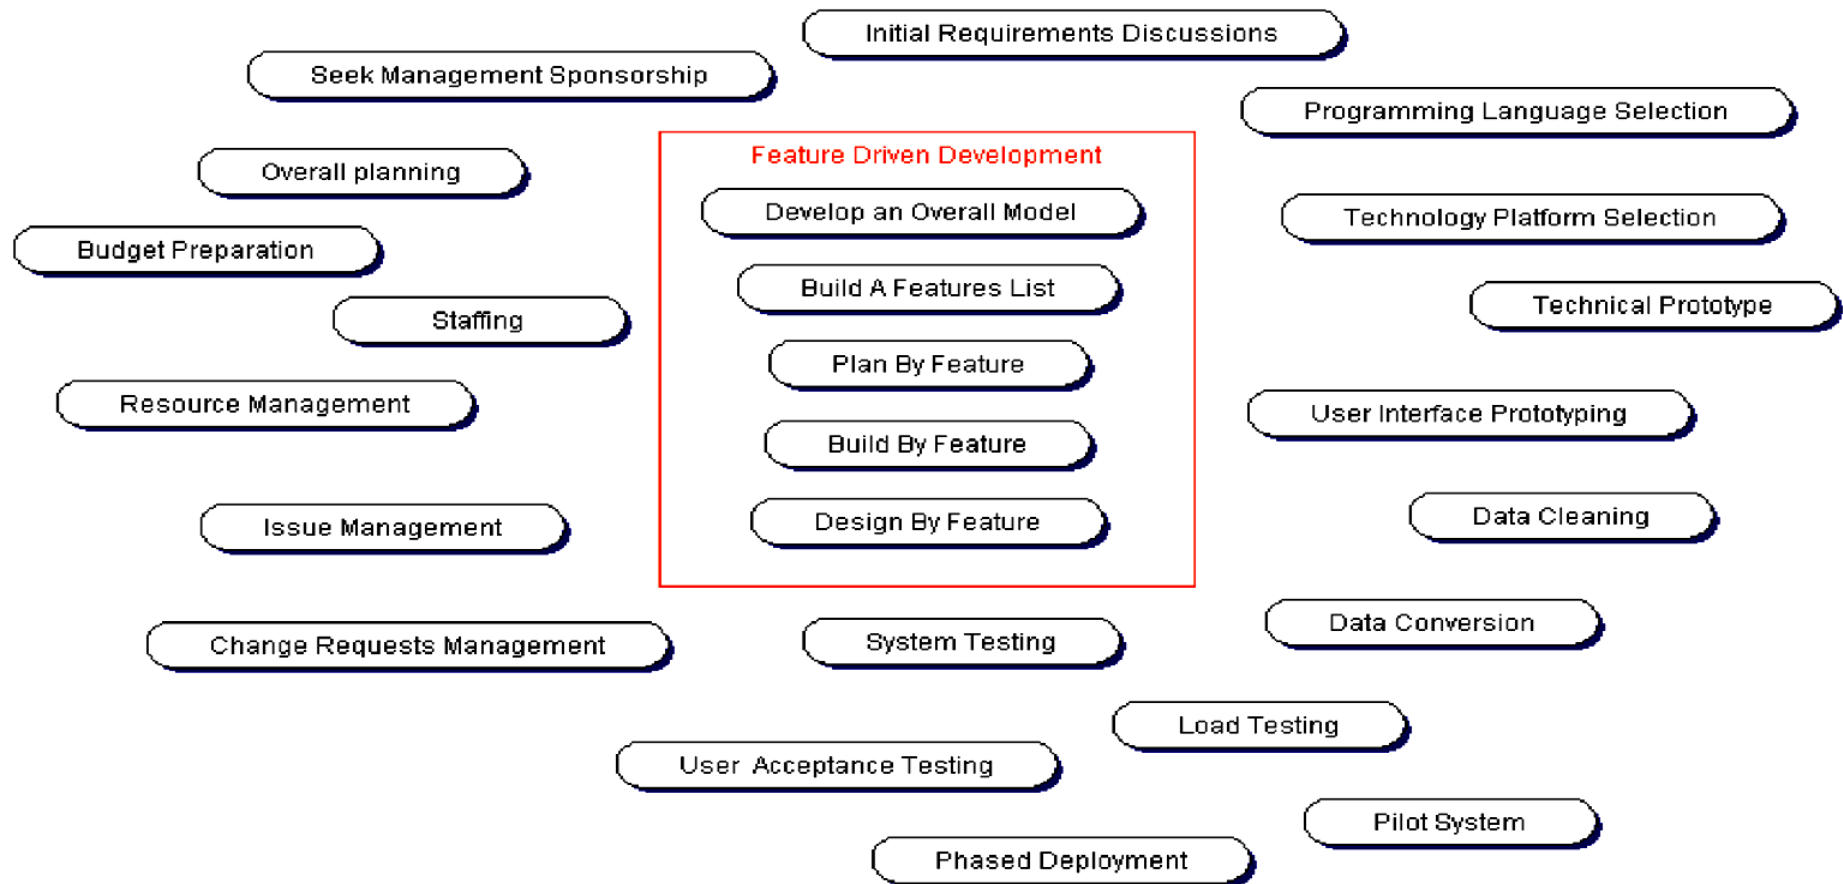 Initial Requirements Discussions
Seek Management Sponsorship
Programming Language Selection
Feature Driven Development
Overall planning
Develop an Overall Model
Technology Platform Selection
Budget Preparation
Build A Features List
Technical Prototype
Staffing
Plan By Feature
Resource Management
User Interface Prototyping
Build By Feature
Issue Management
Design By Feature
Data Cleaning
Change Requests Management
System Testing
Data Conversion
Load Testing
User Acceptance Testing
Pilot System
Phased Deployment